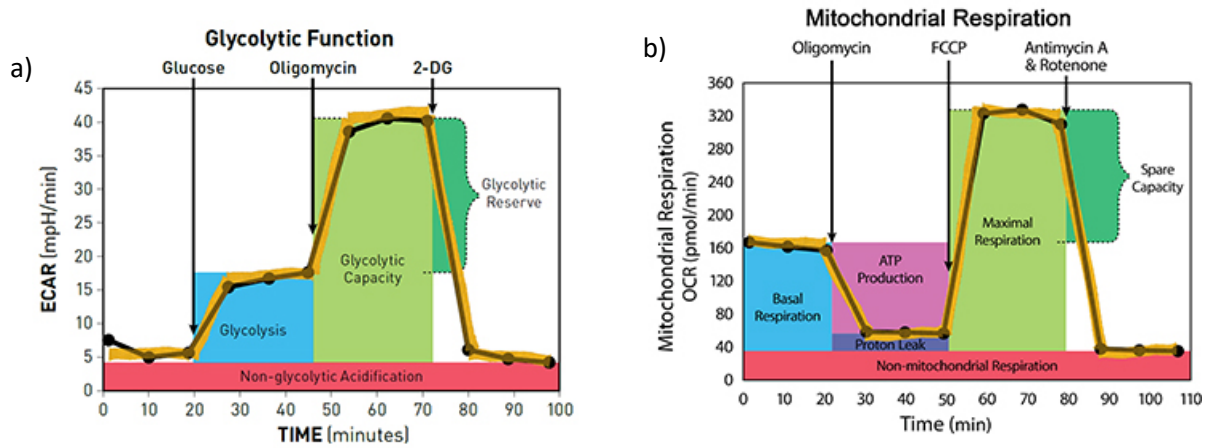 a)
Glycolytic Function
Glucose
Oligomycin
2-DG
45
40
35
30
25
20
15
10
5
0
ECAR (mpH/min)
Glycolytic
Reserve
Glycolytic
Capacity
Glycolysis
Non-glycolytic Acidification
0 10 20 30 40 50 60 70 80 90 100
TIME (minutes)
b)
Mitochondrial Respiration
Oligomycin
FCCP
Antimycin A
& Rotenone
360
320
280
240
200
160
120
80
40
0
Mitochondrial Respiration
OCR (pmol/min)
Spare
Capacity
Maximal
Respiration
ATP
Production
Basal
Respiration
Proton Leak
Non-mitochondrial Respiration
0 10 20 30 40 50 60 70 80 90 100 110
Time (min)